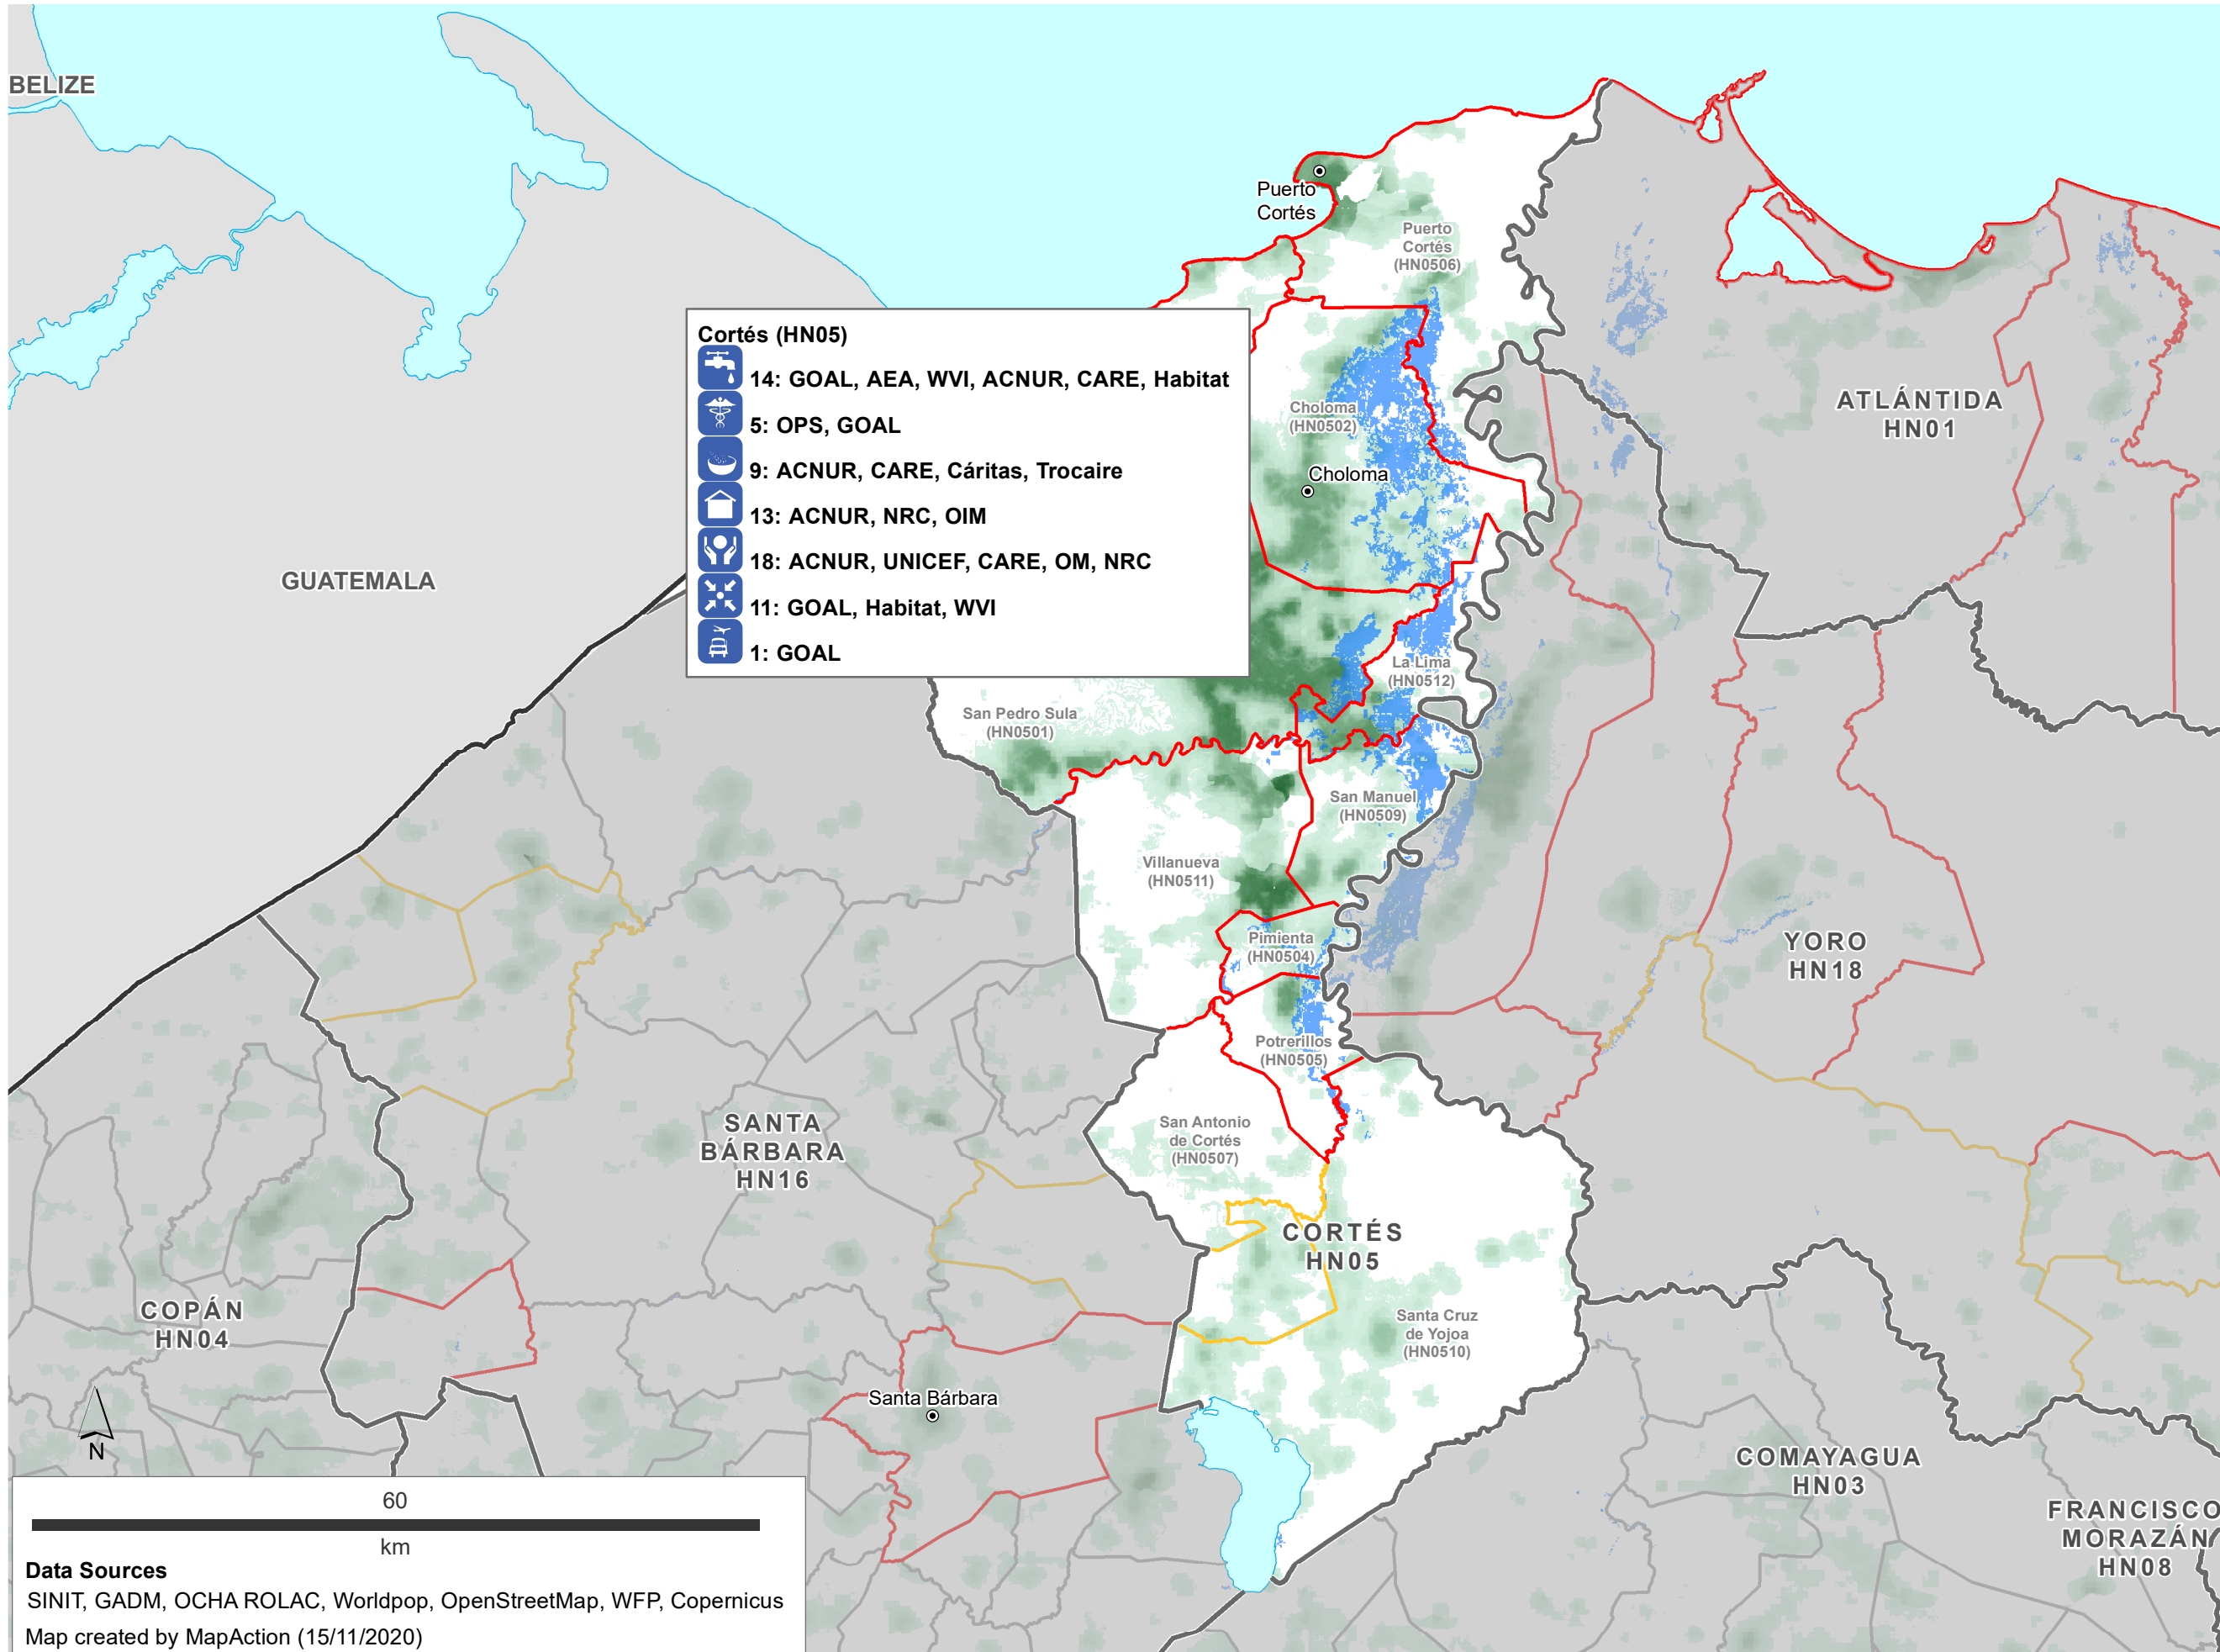 BELIZE
Puerto
Cortés
Puerto
Cortés
(HN0506)
Cortés (HN05)
14: GOAL, AEA, WVI, ACNUR, CARE, Habitat
5: OPS, GOAL
9: ACNUR, CARE, Cáritas, Trocaire
13: ACNUR, NRC, OIM
18: ACNUR, UNICEF, CARE, OM, NRC
11: GOAL, Habitat, WVI
1: GOAL
ATLÁNTIDA
HN01
Choloma
(HN0502)
Choloma
GUATEMALA
La Lima
(HN0512)
San Pedro Sula
(HN0501)
San Manuel
(HN0509)
Villanueva
(HN0511)
Pimienta
(HN0504)
YORO
HN18
Potrerillos
(HN0505)
SANTA
BÁRBARA
HN16
San Antonio
de Cortés
(HN0507)
CORTÉS
HN05
COPÁN
HN04
Santa Cruz
de Yojoa
(HN0510)
Santa Bárbara
N
COMAYAGUA
HN03
FRANCISCO
MORAZÁN
HN08
60
km
Data Sources
SINIT, GADM, OCHA ROLAC, Worldpop, OpenStreetMap, WFP, Copernicus
Map created by MapAction (15/11/2020)